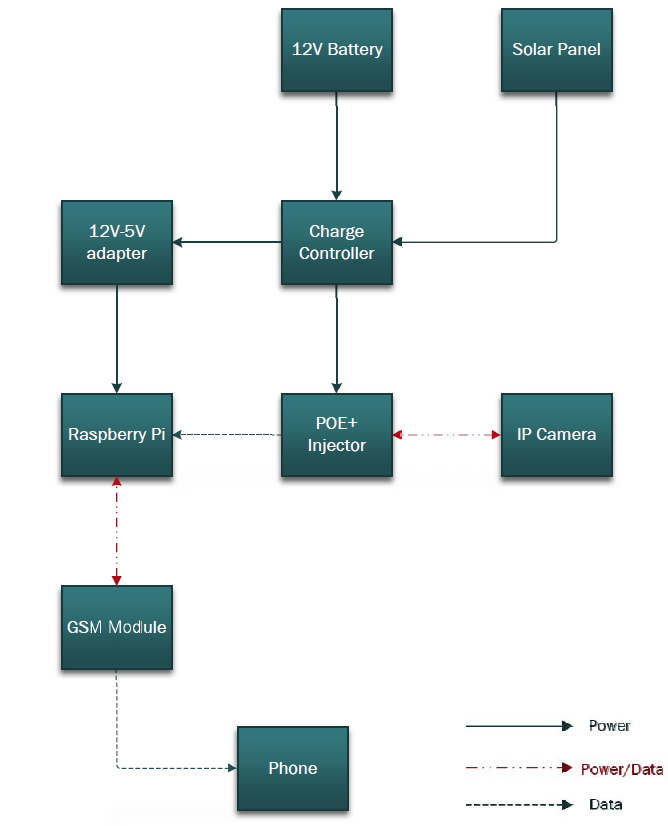 12V Battery
Solar Panel
12V-5V
adapter
Charge
Controller
Raspberry Pi
POE+
Injector
IP Camera
GSM Module
Phone
Power
Power/Data
Data